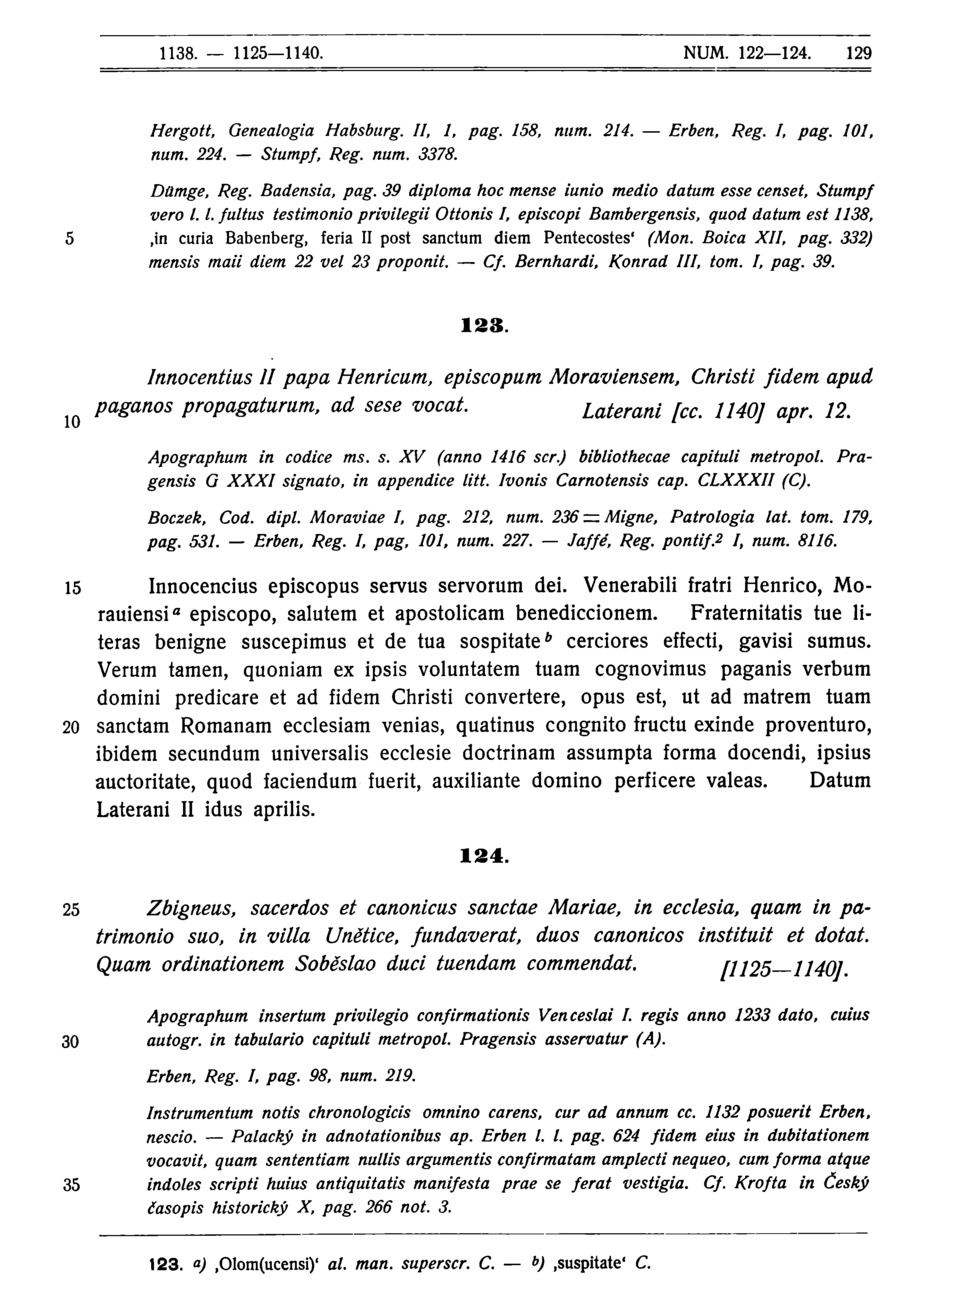 1138. — 1125—1140. NUM. 122—124. 129
Hergott, Genealogia Habsburg. II, 1, pag. 158, num. 214. — Erben, Reg. I, pag. 101,
num. 224. — Stumpf, Reg. num. 3378.
Dümge, Reg. Badensia, pag. 39 diploma hoc mense iunio medio datum esse censet, Stumpf
vero l. l. fultus testimonio privilegii Ottonis I, episcopi Bambergensis, quod datum est 1138,
5 ‚in curia Babenberg, feria II post sanctum diem Pentecostes‘ (Mon. Boica XII, pag. 332)
mensis maii diem 22 vel 23 proponit. — Cf. Bernhardi, Konrad III, tom. I, pag. 39.
123.
Innocentius II papa Henricum, episcopum Moraviensem, Christi fidem apud
10 paganos propagaturum, ad sese vocat. Laterani [cc. 1140] apr. 12.
Apographum in codice ms. s. XV (anno 1416 scr.) bibliothecae capituli metropol. Pra-
gensis G XXXI signato, in appendice litt. Ivonis Carnotensis cap. CLXXXII (C).
Boczek, Cod. dipl. Moraviae I, pag. 212, num. 236 = Migne, Patrologia lat. tom. 179,
pag. 531. — Erben, Reg. I, pag, 101, num. 227. — Jaffé, Reg. pontif.² I, num. 8116.
15 Innocencius episcopus servus servorum dei. Venerabili fratri Henrico, Mo-
rauiensi ᵃ episcopo, salutem et apostolicam benediccionem. Fraternitatis tue li-
teras benigne suscepimus et de tua sospitate ᵇ cerciores effecti, gavisi sumus.
Verum tamen, quoniam ex ipsis voluntatem tuam cognovimus paganis verbum
domini predicare et ad fidem Christi convertere, opus est, ut ad matrem tuam
20 sanctam Romanam ecclesiam venias, quatinus congnito fructu exinde proventuro,
ibidem secundum universalis ecclesie doctrinam assumpta forma docendi, ipsius
auctoritate, quod faciendum fuerit, auxiliante domino perficere valeas. Datum
Laterani II idus aprilis.
124.
25 Zbigneus, sacerdos et canonicus sanctae Mariae, in ecclesia, quam in pa-
trimonio suo, in villa Unětice, fundaverat, duos canonicos instituit et dotat.
Quam ordinationem Soběslao duci tuendam commendat. [1125—1140].
Apographum insertum privilegio confirmationis Venceslai I. regis anno 1233 dato, cuius
30 autogr. in tabulario capituli metropol. Pragensis asservatur (A).
Erben, Reg. I, pag. 98, num. 219.
Instrumentum notis chronologicis omnino carens, cur ad annum cc. 1132 posuerit Erben,
nescio. — Palacký in adnotationibus ap. Erben l. l. pag. 624 fidem eius in dubitationem
vocavit, quam sententiam nullis argumentis confirmatam amplecti nequeo, cum forma atque
35 indoles scripti huius antiquitatis manifesta prae se ferat vestigia. Cf. Krofta in Český
časopis historický X, pag. 266 not. 3.
123. a) ‚Olom(ucensi)‘ al. man. superscr. C. — b) ‚suspitate‘ C.